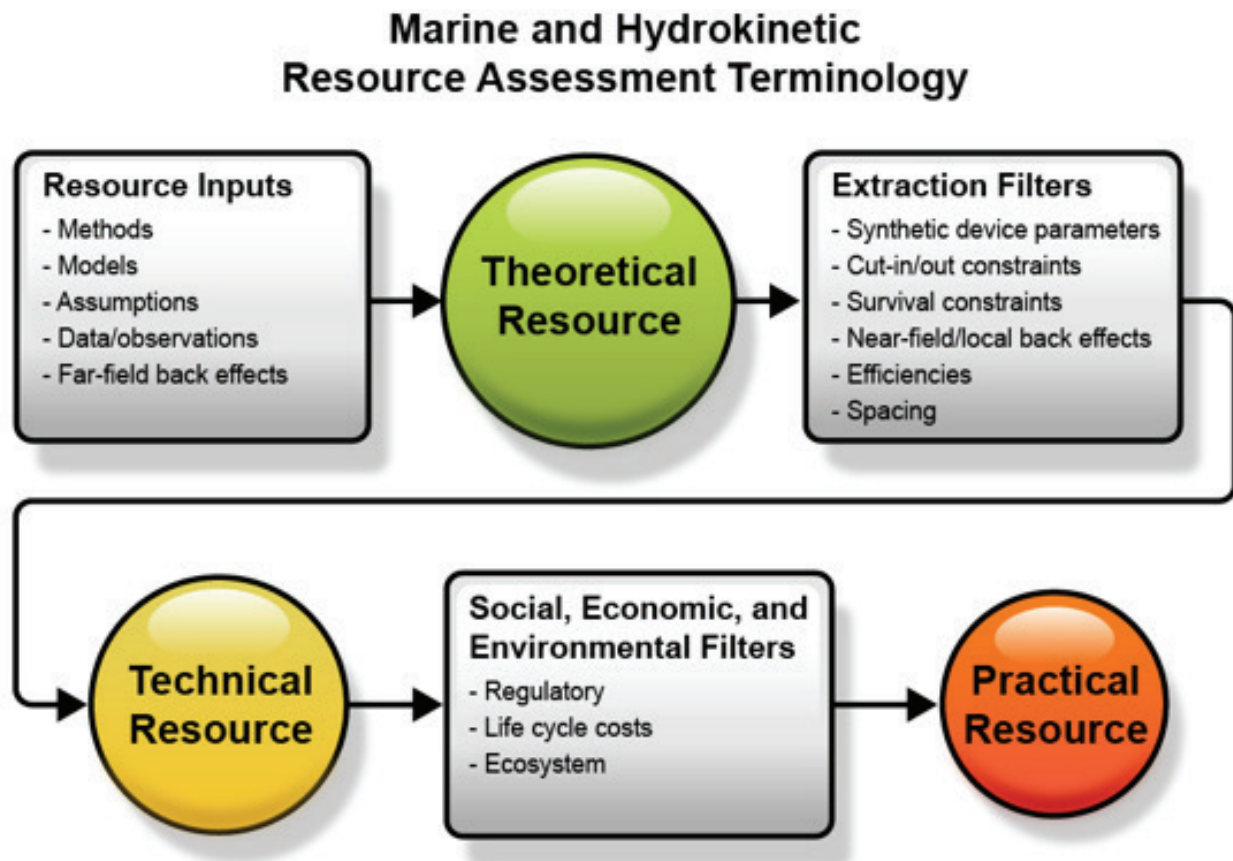 Marine and Hydrokinetic
Resource Assessment Terminology
Resource Inputs
- Methods
- Models
- Assumptions
- Data/observations
- Far-field back effects
Theoretical
Resource
Extraction Filters
- Synthetic device parameters
- Cut-in/out constraints
- Survival constraints
- Near-field/local back effects
- Efficiencies
- Spacing
Technical
Resource
Social, Economic, and
Environmental Filters
- Regulatory
- Life cycle costs
- Ecosystem
Practical
Resource